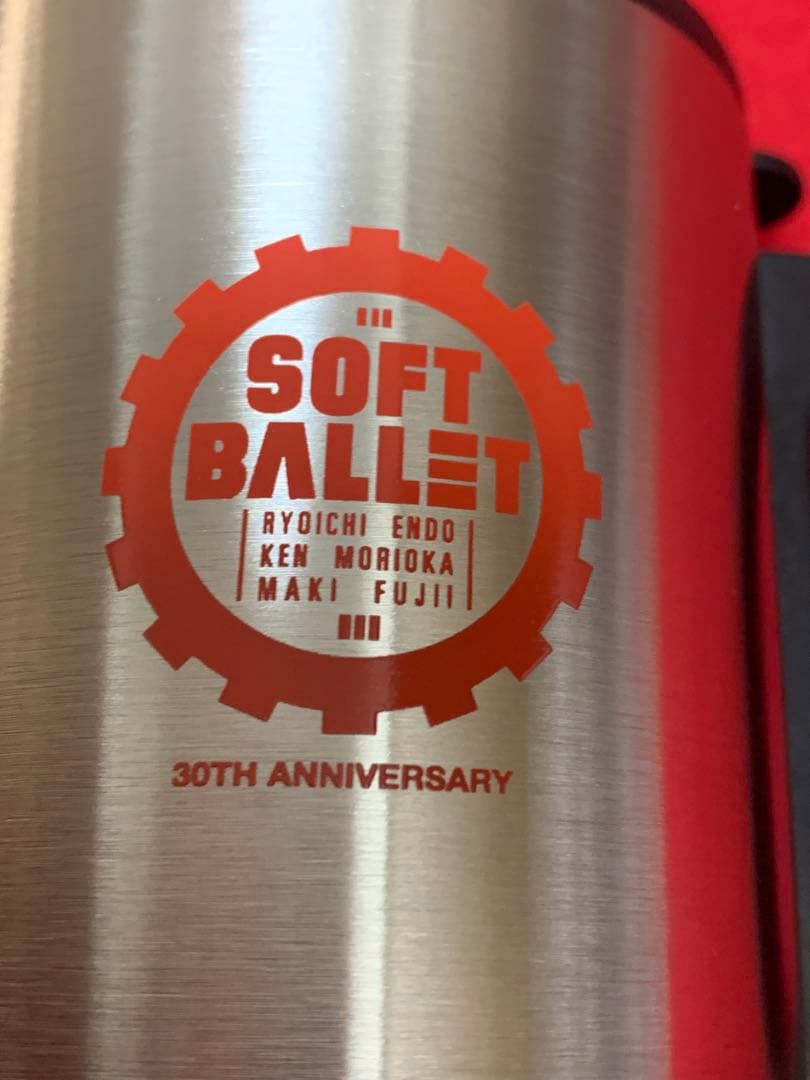 SOFT
BALLET
RYOICHI ENDO
KEN MORIOKA
MAKI FUJII
30TH ANNIVERSARY